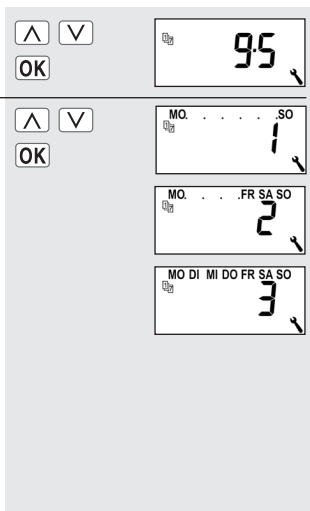 9.5
OK
MO. . . . . .SO
1
OK
MO. . . .FR SA SO
2
MO DI MI DO FR SA SO
3